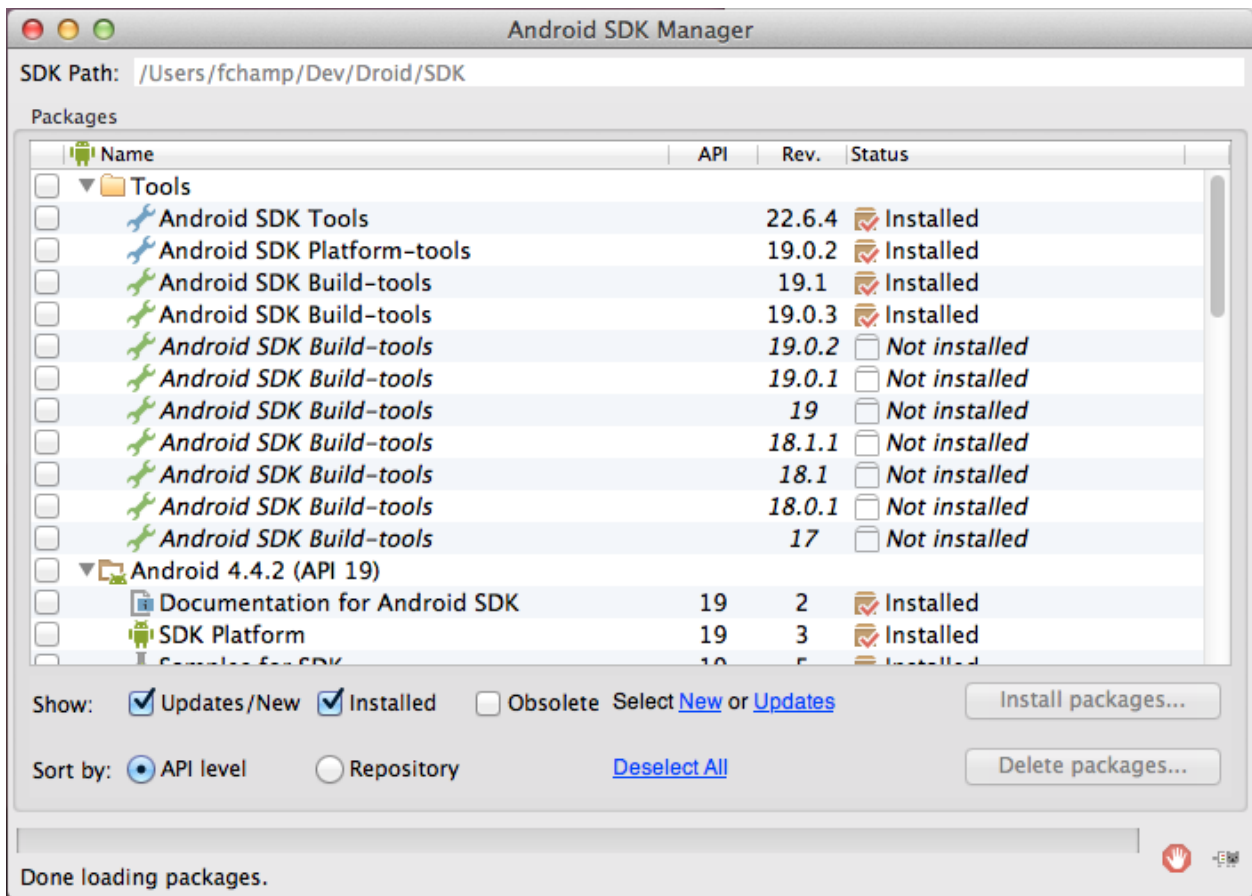 Android SDK Manager
SDK Path: /Users/fchamp/Dev/Droid/SDK
Packages
Name API Rev. Status
Tools
Android SDK Tools 22.6.4 Installed
Android SDK Platform-tools 19.0.2 Installed
Android SDK Build-tools 19.1 Installed
Android SDK Build-tools 19.0.3 Installed
Android SDK Build-tools 19.0.2 Not installed
Android SDK Build-tools 19.0.1 Not installed
Android SDK Build-tools 19 Not installed
Android SDK Build-tools 18.1.1 Not installed
Android SDK Build-tools 18.1 Not installed
Android SDK Build-tools 18.0.1 Not installed
Android SDK Build-tools 17 Not installed
Android 4.4.2 (API 19)
Documentation for Android SDK 19 2 Installed
SDK Platform 19 3 Installed
Samples for SDK 19 5 Installed
Show: Updates/New Installed Obsolete Select New or Updates Install packages...
Sort by: API level Repository Deselect All Delete packages...
Done loading packages.